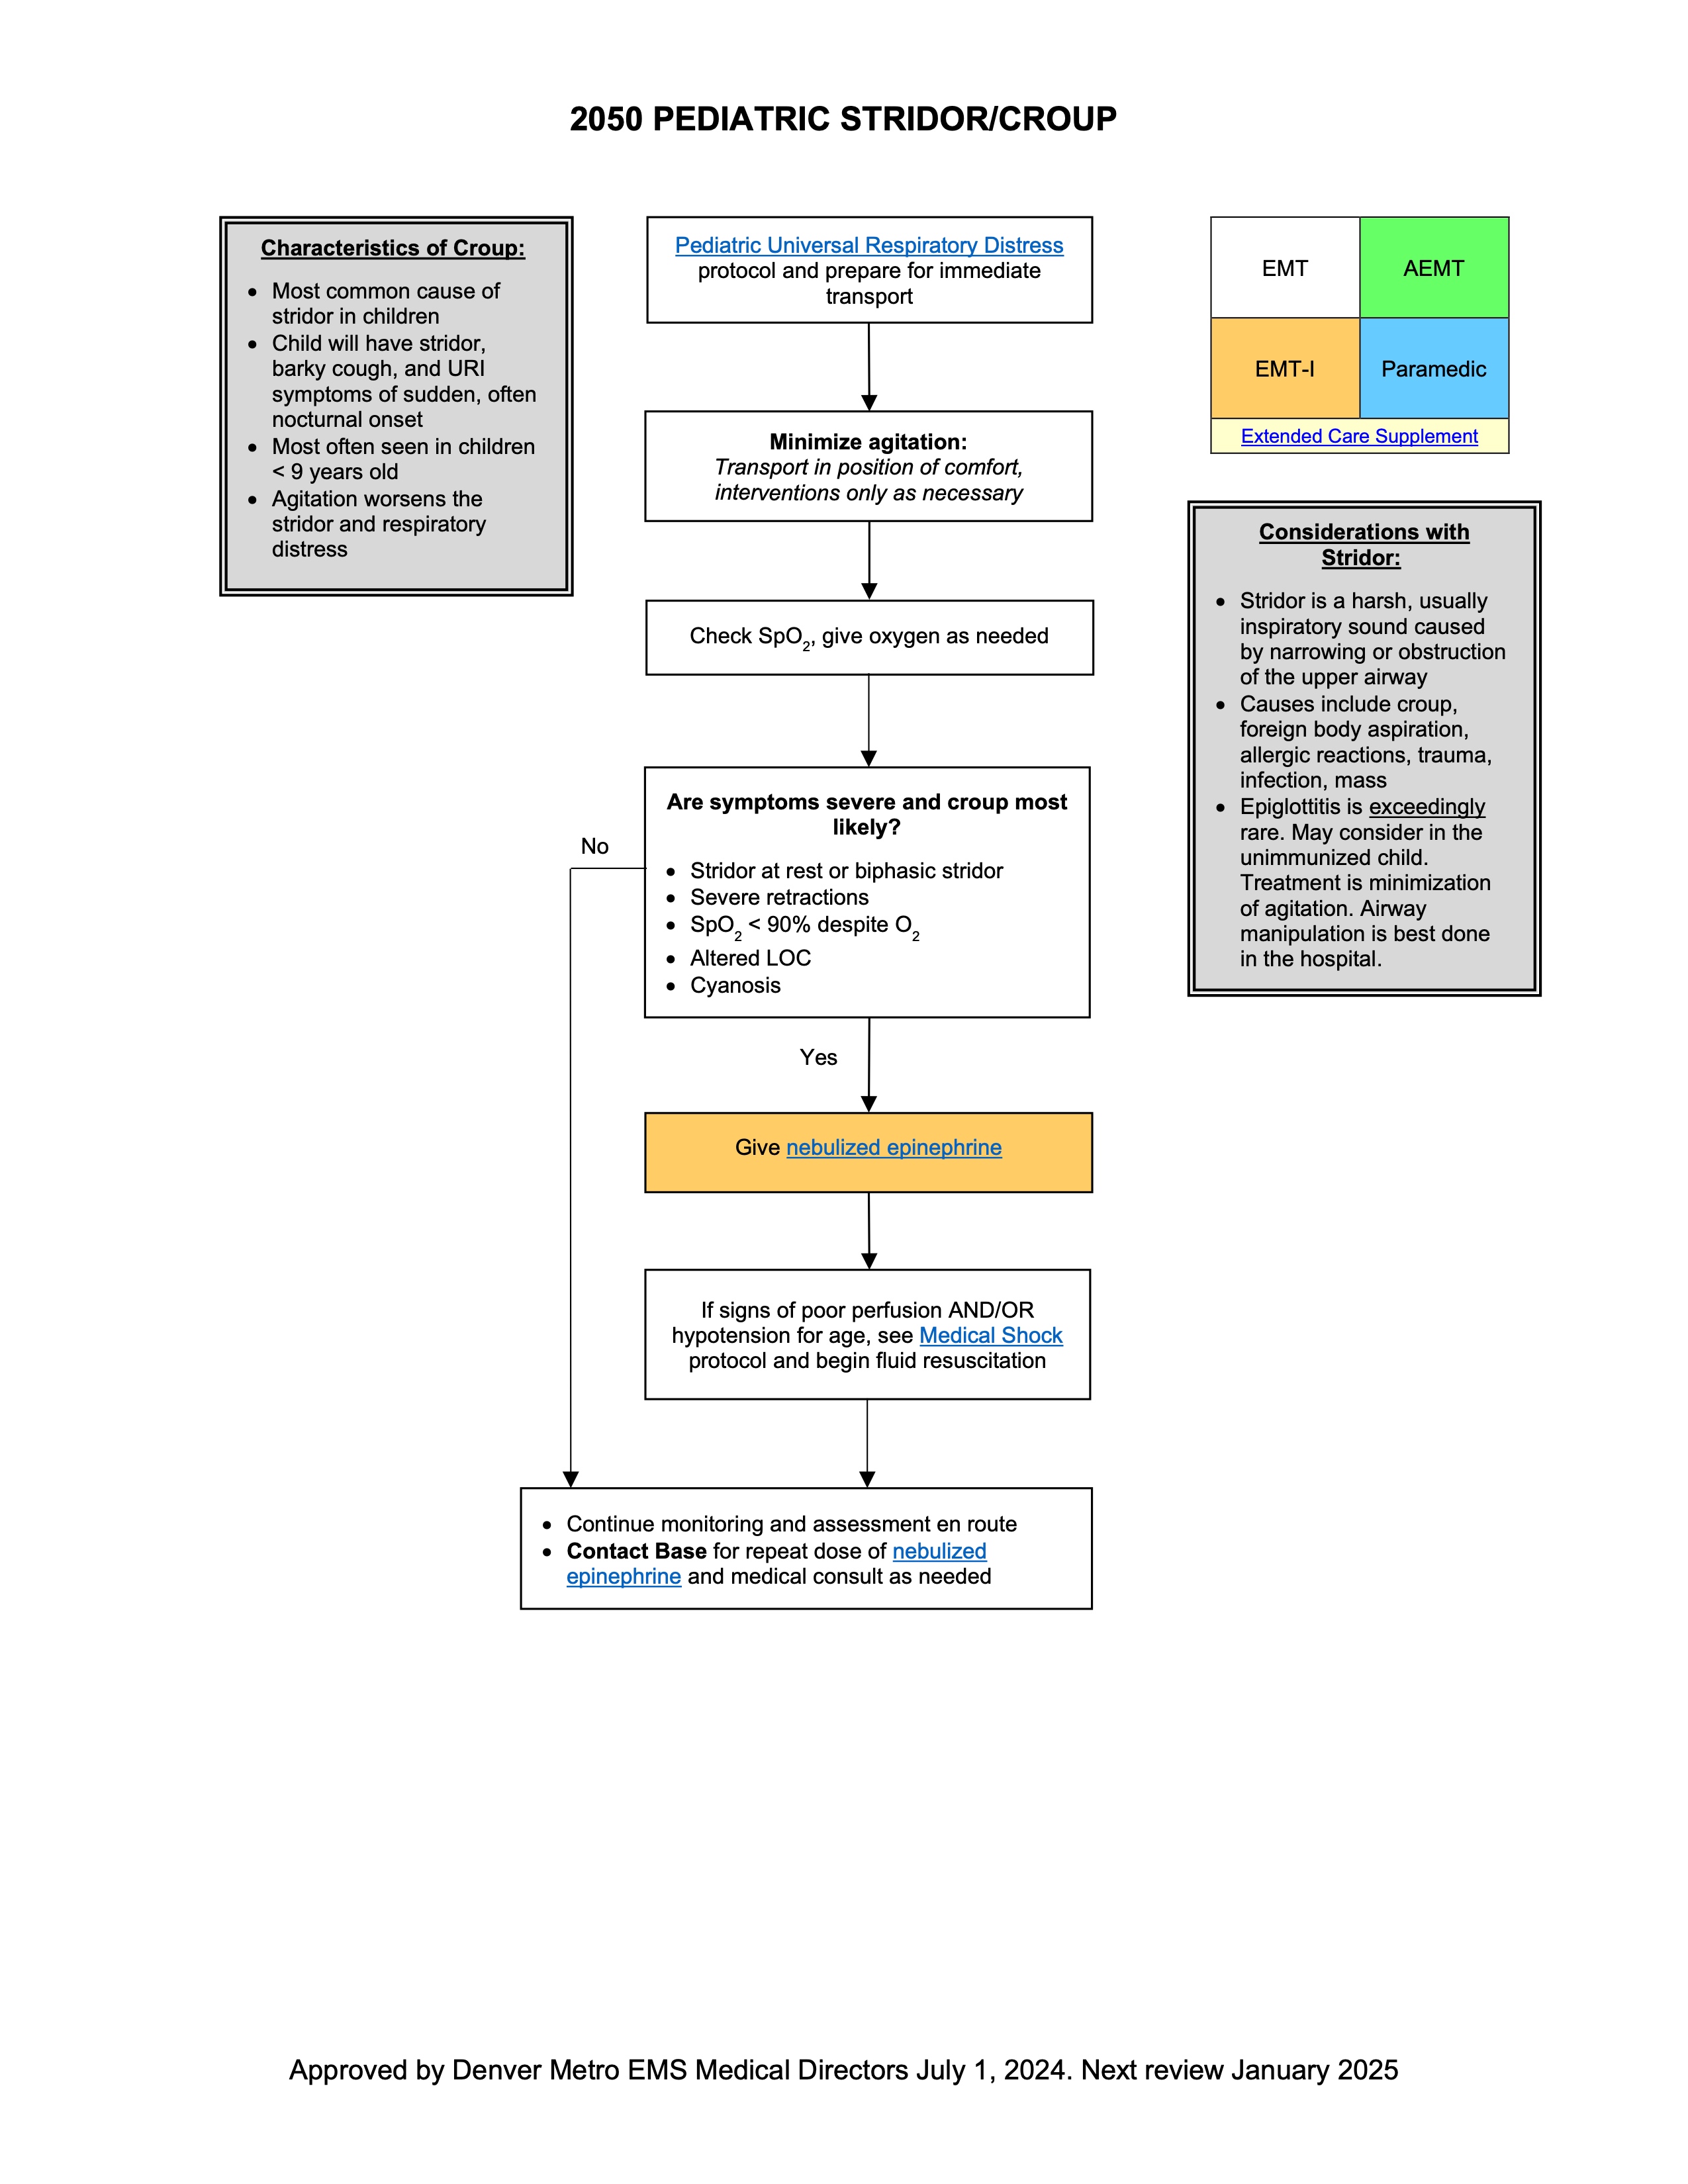 2050 PEDIATRIC STRIDOR/CROUP
Characteristics of Croup:
• Most common cause of
stridor in children
• Child will have stridor,
barky cough, and URI
symptoms of sudden, often
nocturnal onset
• Most often seen in children
< 9 years old
• Agitation worsens the
stridor and respiratory
distress
Pediatric Universal Respiratory Distress
protocol and prepare for immediate
transport
EMT
AEMT
EMT-I
Paramedic
Extended Care Supplement
Minimize agitation:
Transport in position of comfort,
interventions only as necessary
Considerations with
Stridor:
• Stridor is a harsh, usually
inspiratory sound caused
by narrowing or obstruction
of the upper airway
• Causes include croup,
foreign body aspiration,
allergic reactions, trauma,
infection, mass
• Epiglottitis is exceedingly
rare. May consider in the
unimmunized child.
Treatment is minimization
of agitation. Airway
manipulation is best done
in the hospital.
Check SpO2, give oxygen as needed
Are symptoms severe and croup most
likely?
• Stridor at rest or biphasic stridor
• Severe retractions
• SpO2 < 90% despite O2
• Altered LOC
• Cyanosis
No
Yes
Give nebulized epinephrine
If signs of poor perfusion AND/OR
hypotension for age, see Medical Shock
protocol and begin fluid resuscitation
• Continue monitoring and assessment en route
• Contact Base for repeat dose of nebulized
epinephrine and medical consult as needed
Approved by Denver Metro EMS Medical Directors July 1, 2024. Next review January 2025